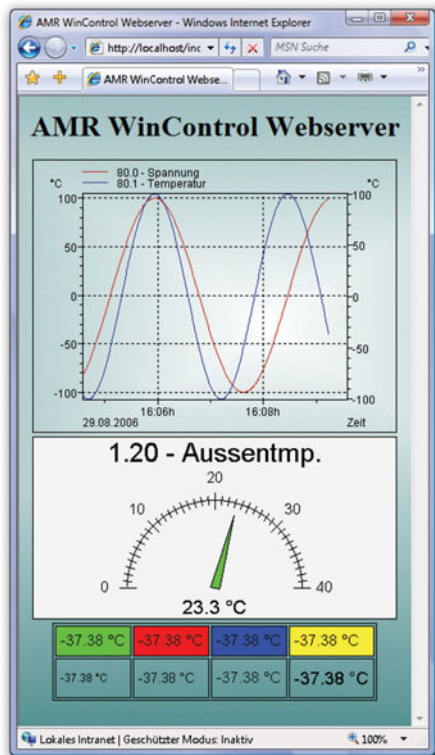 AMR WinControl Webserver - Windows Internet Explorer
http://localhost/inc
MSN Suche
AMR WinControl Webse...
AMR WinControl Webserver
80.0 - Spannung
80.1 - Temperatur
°C °C
100 100
50 50
0 0
-50 -50
-100 -100
16:06h 16:08h
29.08.2006 Zeit
1.20 - Aussentmp.
20
10 30
0 40
23.3 °C
-37.38 °C -37.38 °C -37.38 °C -37.38 °C
-37.38 °C -37.38 °C -37.38 °C -37.38 °C
Lokales Intranet | Geschützter Modus: Inaktiv 100%